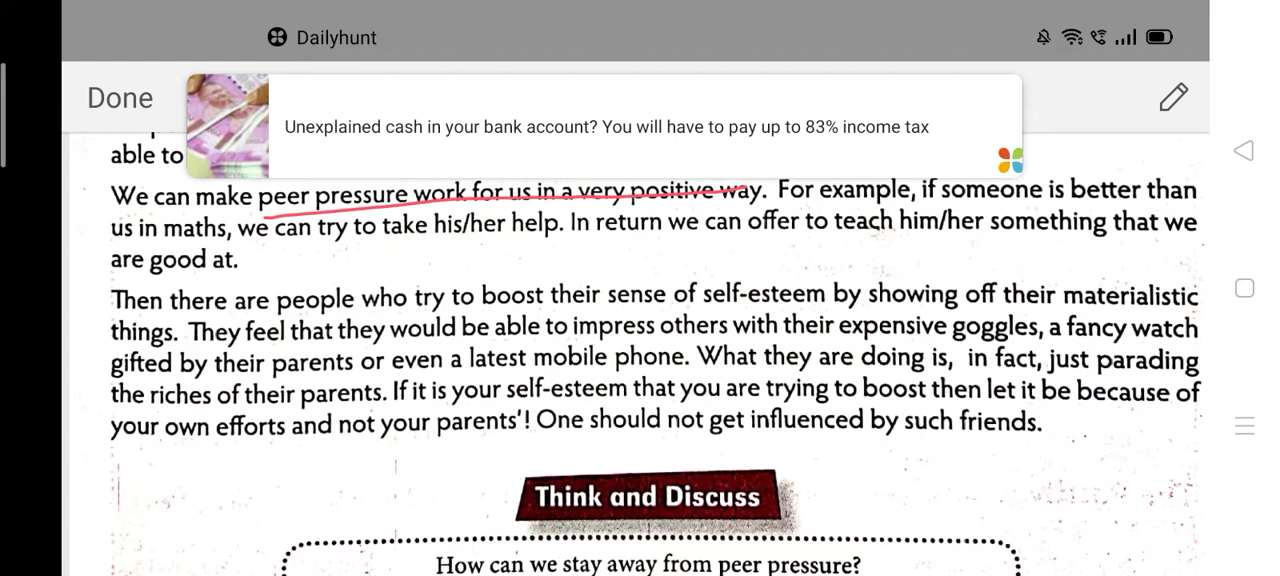 Dailyhunt
Done
Unexplained cash in your bank account? You will have to pay up to 83% income tax
able to
We can make peer pressure work for us in a very positive way. For example, if someone is better than
us in maths, we can try to take his/her help. In return we can offer to teach him/her something that we
are good at.
Then there are people who try to boost their sense of self-esteem by showing off their materialistic
things. They feel that they would be able to impress others with their expensive goggles, a fancy watch
gifted by their parents or even a latest mobile phone. What they are doing is, in fact, just parading
the riches of their parents. If it is your self-esteem that you are trying to boost then let it be because of
your own efforts and not your parents'! One should not get influenced by such friends.
Think and Discuss
How can we stay away from peer pressure?